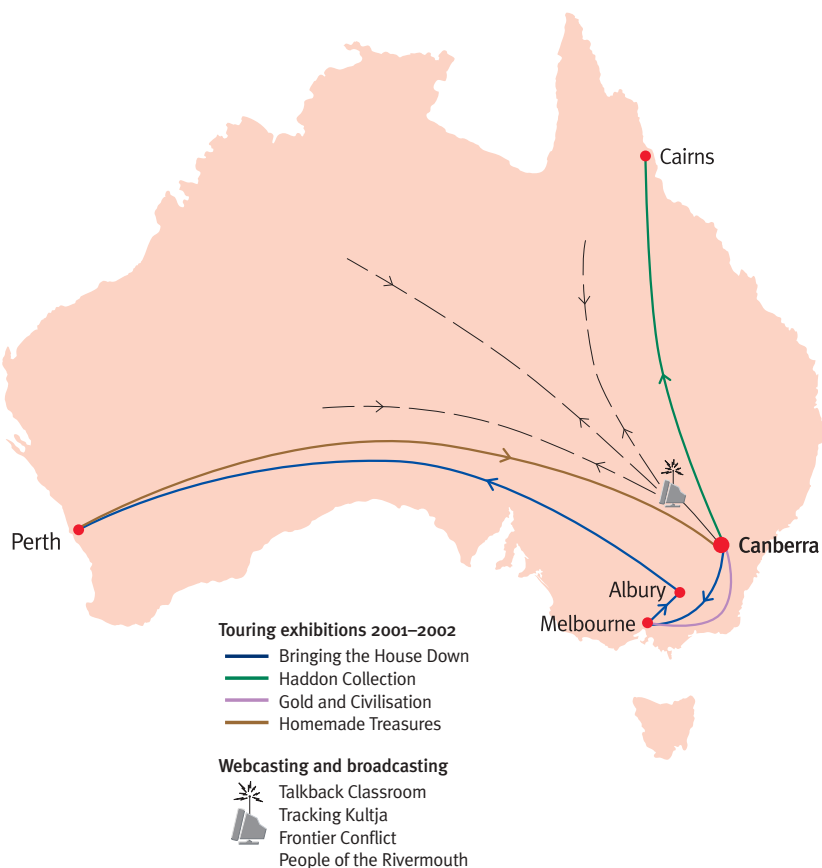 Cairns
Perth
Canberra
Albury
Melbourne
Touring exhibitions 2001–2002
Bringing the House Down
Haddon Collection
Gold and Civilisation
Homemade Treasures
Webcasting and broadcasting
Talkback Classroom
Tracking Kultja
Frontier Conflict
People of the Rivermouth